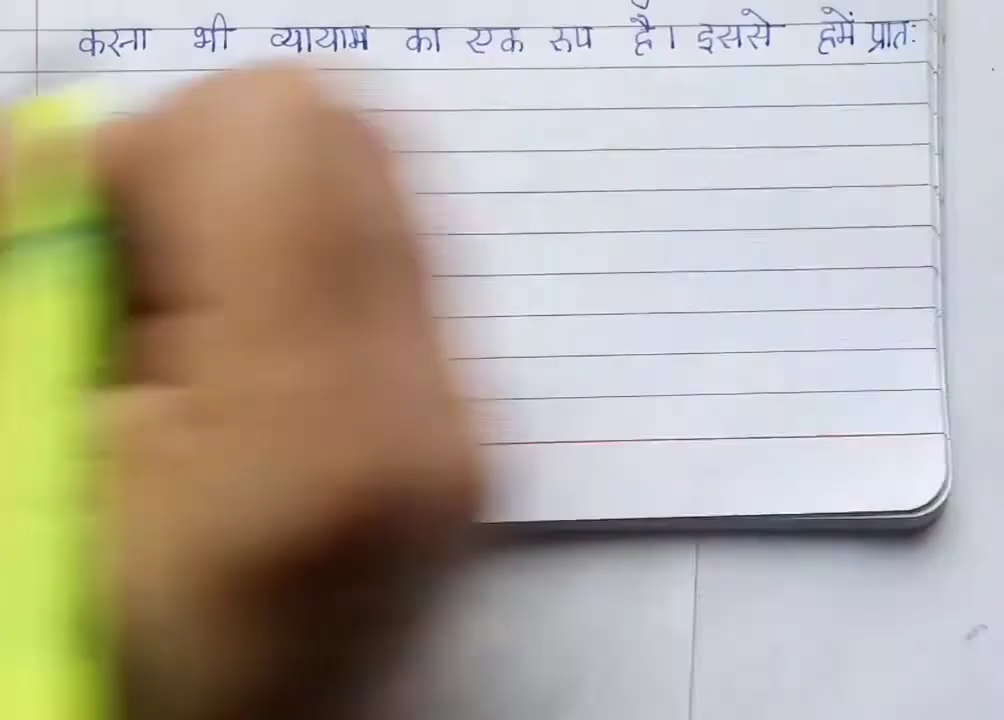 करना भी व्यायाम का एक रुप है। इससे हमें प्रात: